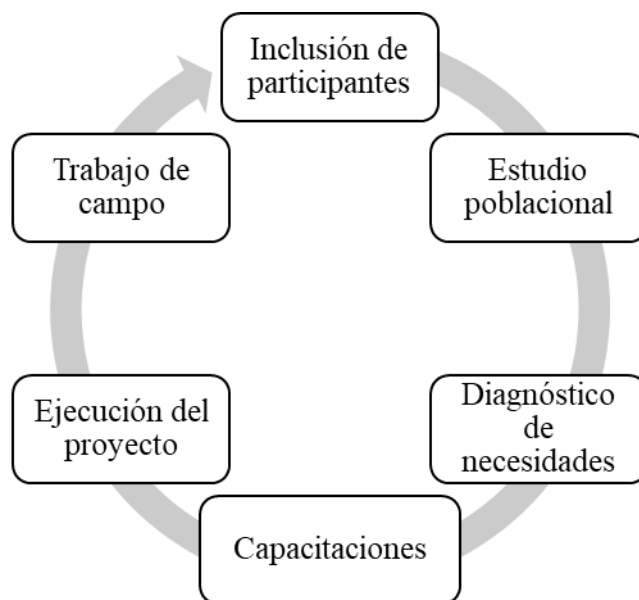 Inclusión de
participantes
Estudio
poblacional
Diagnóstico
de
necesidades
Capacitaciones
Ejecución del
proyecto
Trabajo de
campo